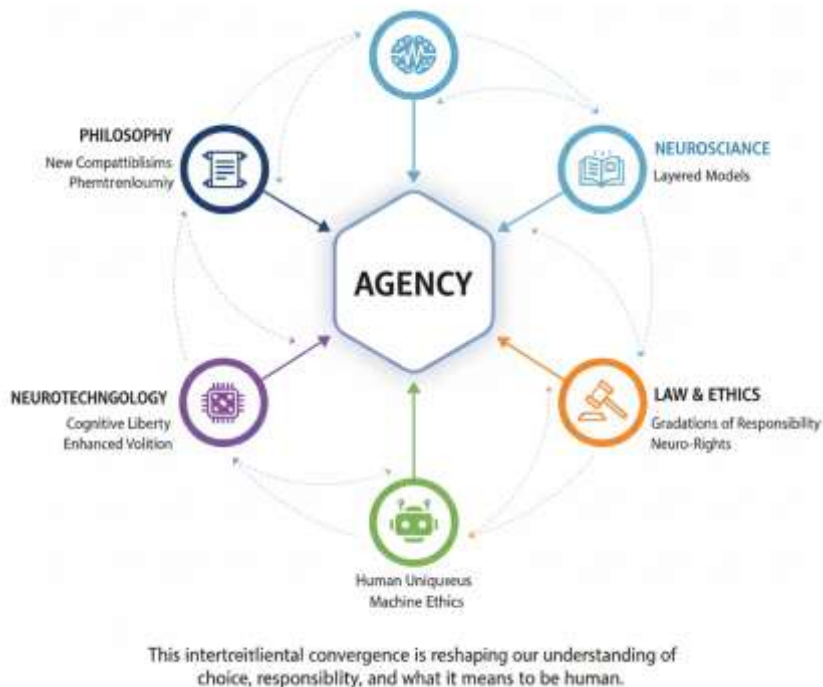 PHILOSOPHY
New Compattiblisims
Phemtrenloumiy
NEUROSCIANCE
Layered Models
AGENCY
NEUROTECHNGOLOGY
Cognitive Liberty
Enhanced Volition
LAW & ETHICS
Gradations of Responsibility
Neuro-Rights
Human Uniqueus
Machine Ethics
This intertreitliental convergence is reshaping our understanding of
choice, responsiblity, and what it means to be human.